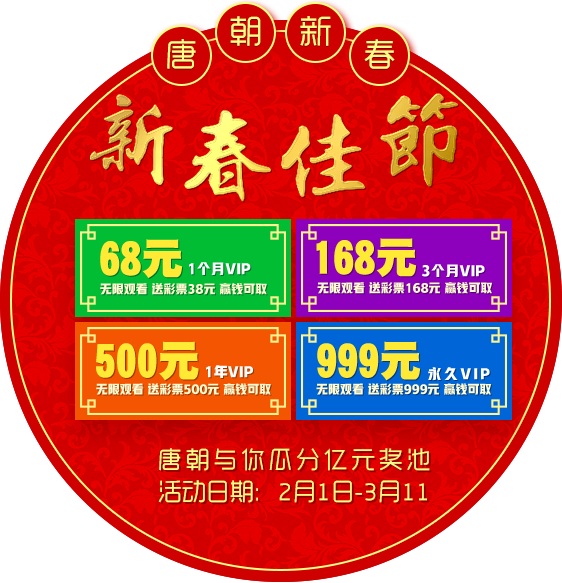 唐朝新春
新春佳節
68元 1个月VIP
无限观看 送彩票38元 赢钱可取
168元 3个月VIP
无限观看 送彩票168元 赢钱可取
500元 1年VIP
无限观看 送彩票500元 赢钱可取
999元 永久VIP
无限观看 送彩票999元 赢钱可取
唐朝与你瓜分亿元奖池
活动日期: 2月1日-3月11